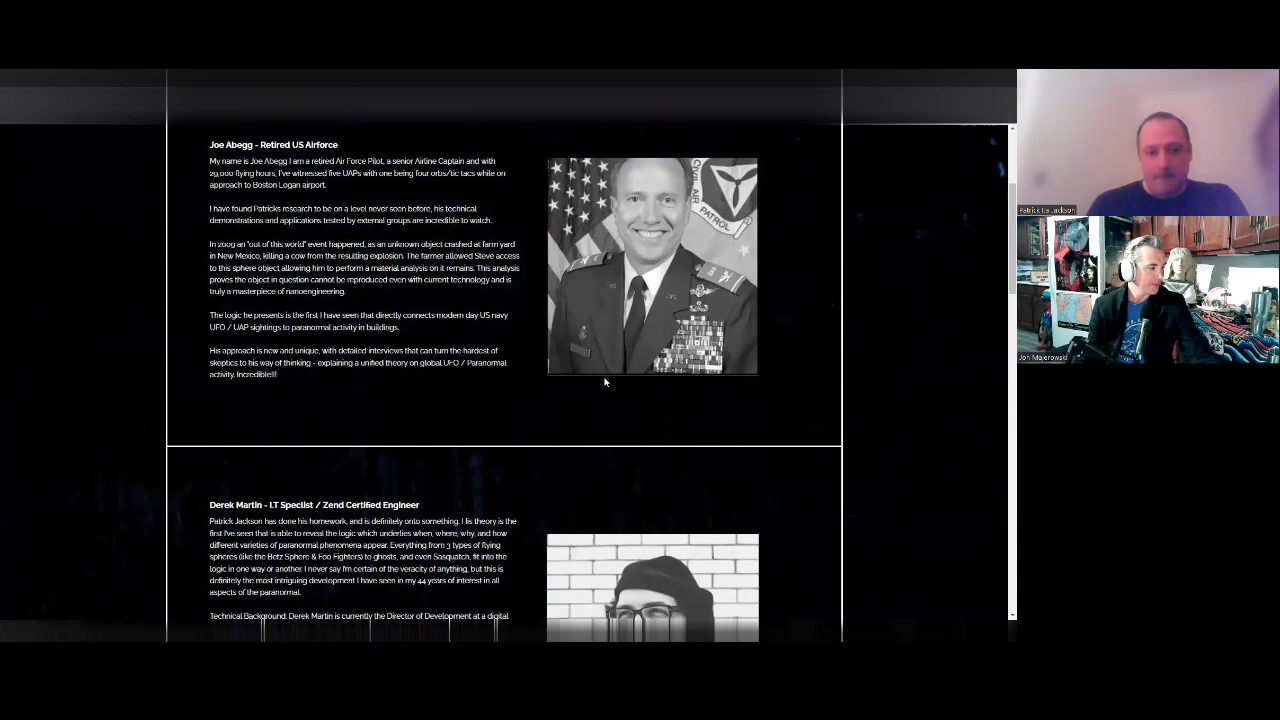 Joe Abegg - Retired US Airforce
My name is Joe Abegg I am a retired Air Force Pilot, a senior Airline Captain and with
29,000 flying hours, I've witnessed five UAPs with one being four orbs/tic tacs while on
approach to Boston Logan airport.
I have found Patricks research to be on a level never seen before, his technical
demonstrations and applications tested by external groups are incredible to watch.
In 2009 an "out of this world" event happened, as an unknown object crashed at farm yard
in New Mexico, killing a cow from the resulting explosion. The farmer allowed Steve access
to this sphere object allowing him to perform a material analysis on it remains. This analysis
proves the object in question cannot be reproduced even with current technology and is
truly a masterpiece of nanoengineering.
The logic he presents is the first I have seen that directly connects modern day US navy
UFO / UAP sightings to paranormal activity in buildings.
His approach is new and unique, with detailed interviews that can turn the hardest of
skeptics to his way of thinking - explaining a unified theory on global UFO / Paranormal
activity. Incredible!!!
CIVIL AIR PATROL
Derek Martin - I.T Speclist / Zend Certified Engineer
Patrick Jackson has done his homework, and is definitely onto something. His theory is the
first I've seen that is able to reveal the logic which underlies when, where, why, and how
different varieties of paranormal phenomena appear. Everything from 3 types of flying
spheres (like the Betz Sphere & Foo Fighters) to ghosts, and even Sasquatch, fit into the
logic in one way or another. I never say I'm certain of the veracity of anything, but this is
definitely the most intriguing development I have seen in my 44 years of interest in all
aspects of the paranormal.
Technical Background: Derek Martin is currently the Director of Development at a digital
Jackson
Jon Majerowski